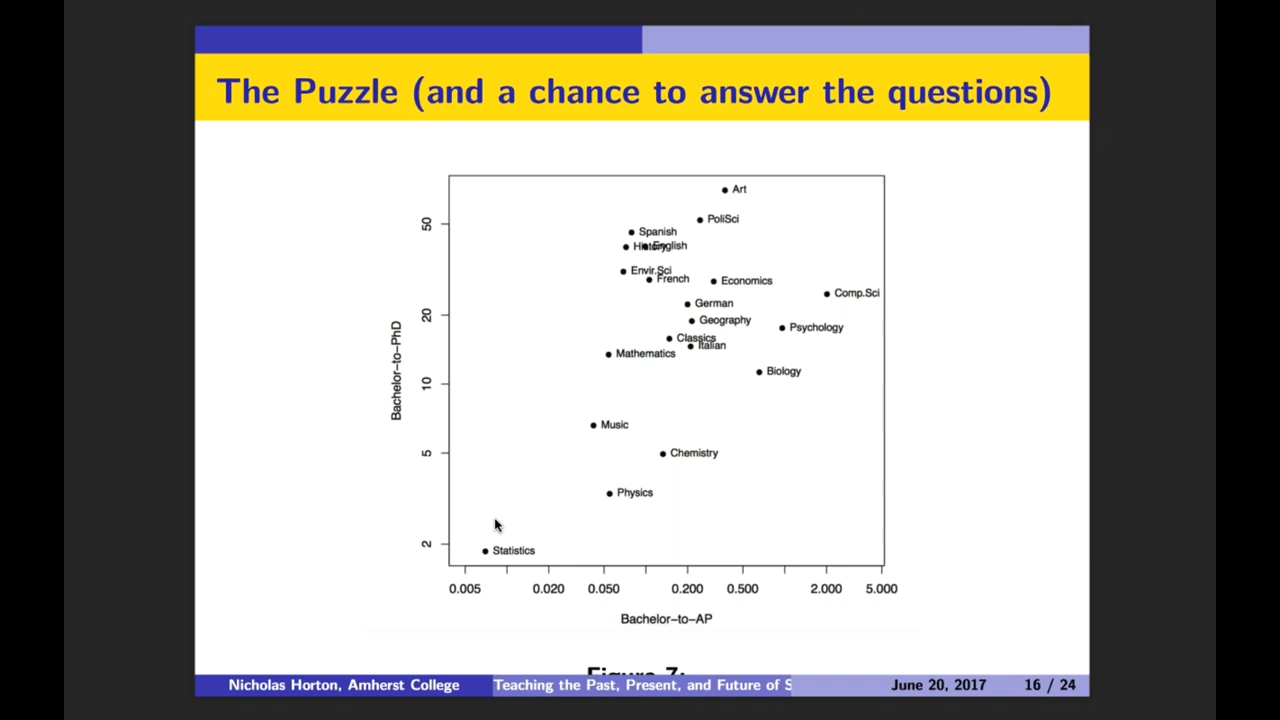 The Puzzle (and a chance to answer the questions)
Art
PoliSci
50
Spanish
History
English
Envir.Sci
French
Economics
Comp.Sci
German
20
Geography
Psychology
Classics
Italian
Mathematics
Bachelor-to-PhD
Biology
10
Music
5
Chemistry
Physics
2
Statistics
0.005 0.020 0.050 0.200 0.500 2.000 5.000
Bachelor-to-AP
Figure 7:
Nicholas Horton, Amherst College Teaching the Past, Present, and Future of S June 20, 2017 16 / 24